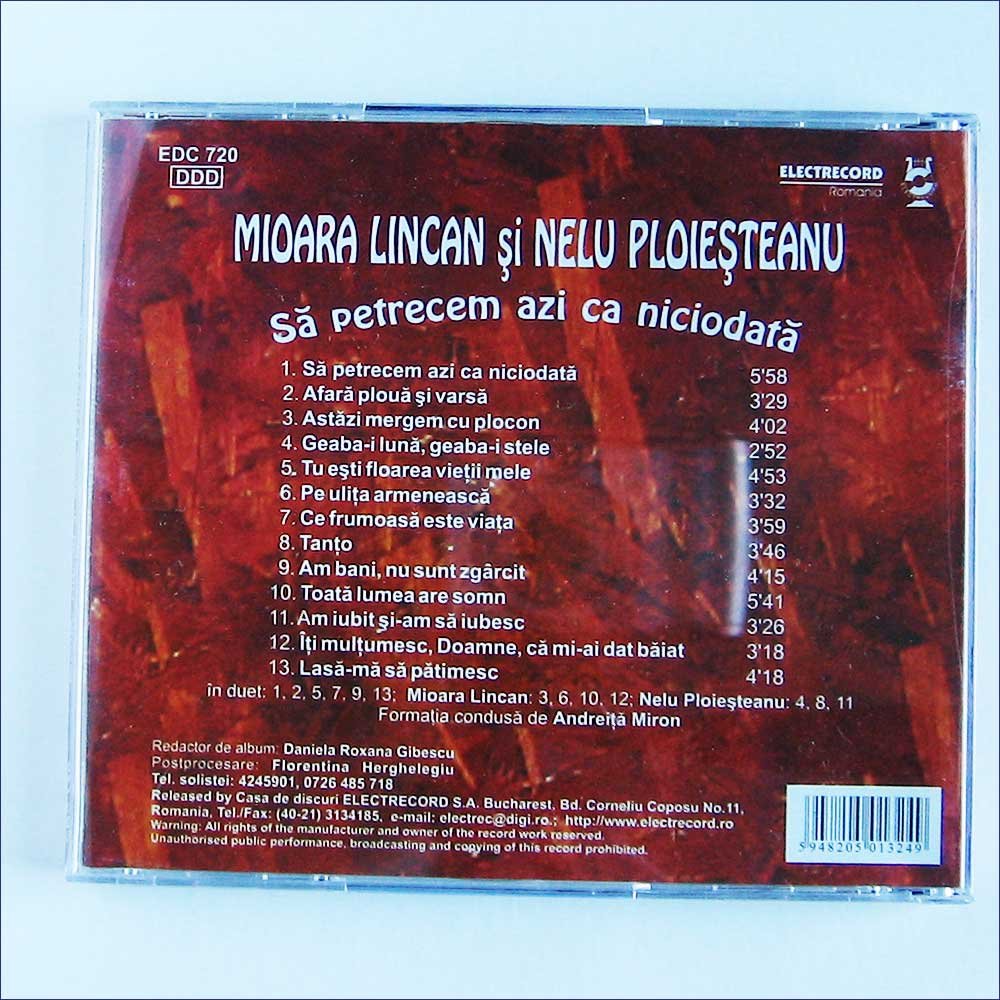 EDC 720
DDD
ELECTRECORD
Romania
MIOARA LINCAN şi NELU PLOIEŞTEANU
Să petrecem azi ca niciodată
1. Să petrecem azi ca niciodată 5'58
2. Afară plouă şi varsă 3'29
3. Astăzi mergem cu plocon 4'02
4. Geaba-i lună, geaba-i stele 2'52
5. Tu eşti floarea vieţii mele 4'53
6. Pe uliţa armenească 3'32
7. Ce frumoasă este viaţa 3'59
8. Tanţo 3'46
9. Am bani, nu sunt zgârcit 4'15
10. Toată lumea are somn 5'41
11. Am iubit şi-am să iubesc 3'26
12. Îţi mulţumesc, Doamne, că mi-ai dat băiat 3'18
13. Lasă-mă să pătimesc 4'18
în duet: 1, 2, 5, 7, 9, 13; Mioara Lincan: 3, 6, 10, 12; Nelu Ploieşteanu: 4, 8, 11
Formaţia condusă de Andreiţă Miron
Redactor de album: Daniela Roxana Gibescu
Postprocesare: Florentina Herghelegiu
Tel. solistei: 4245901, 0726 485 718
Released by Casa de discuri ELECTRECORD S.A. Bucharest, Bd. Corneliu Coposu No.11,
Romania, Tel./Fax: (40-21) 3134185, e-mail: electrec@digi.ro.; http://www.electrecord.ro
Warning: All rights of the manufacturer and owner of the record work reserved.
Unauthorised public performance, broadcasting and copying of this record prohibited.
5948205013249